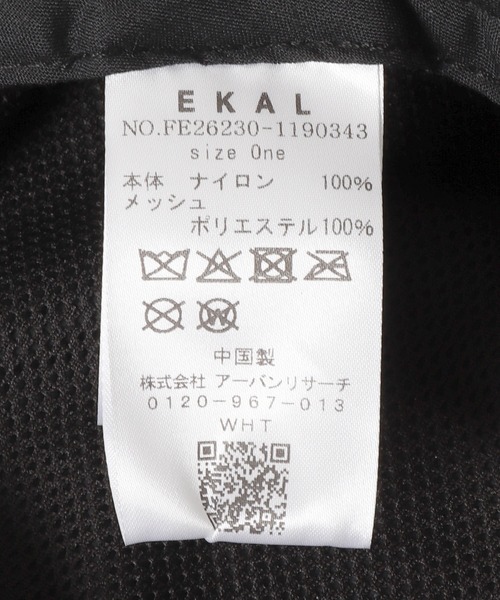 EKAL
NO.FE26230-1190343
size One
本体 ナイロン 100%
メッシュ
ポリエステル100%
中国製
株式会社 アーバンリサーチ
0120-967-013
WHT